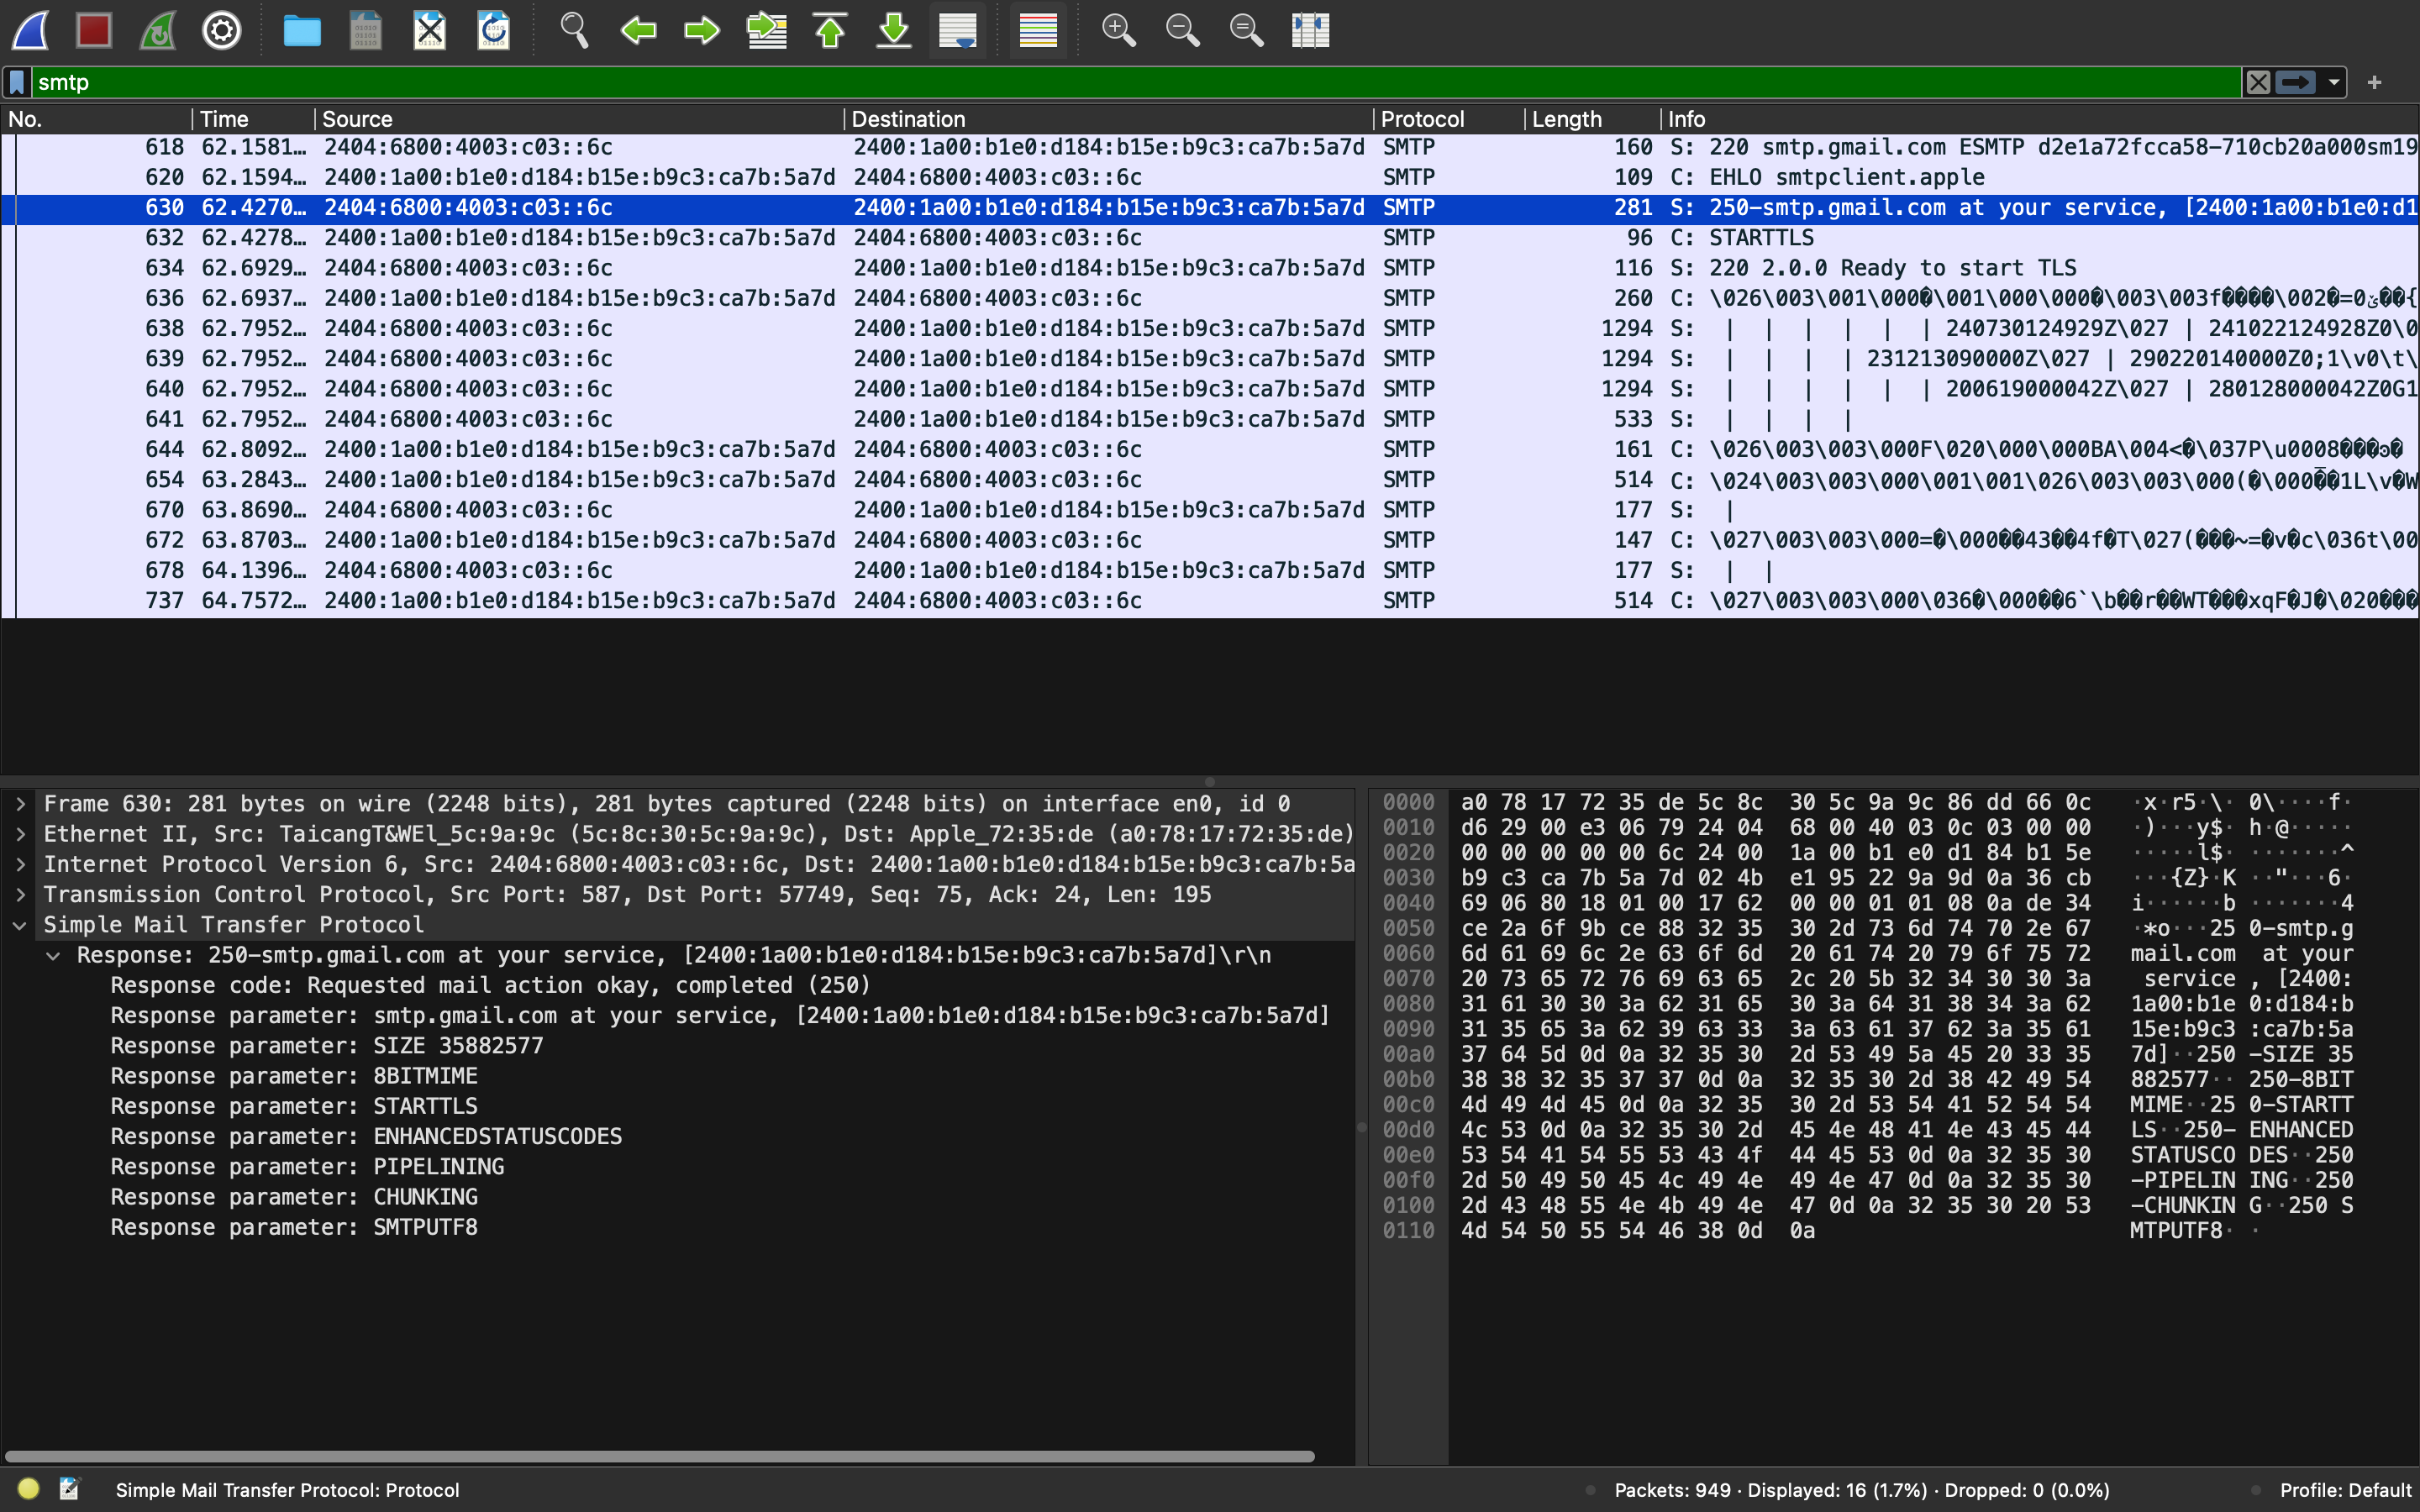 smtp
No. Time Source Destination Protocol Length Info
618 62.1581… 2404:6800:4003:c03::6c 2400:1a00:b1e0:d184:b15e:b9c3:ca7b:5a7d SMTP 160 S: 220 smtp.gmail.com ESMTP d2e1a72fcca58-710cb20a000sm19
620 62.1594… 2400:1a00:b1e0:d184:b15e:b9c3:ca7b:5a7d 2404:6800:4003:c03::6c SMTP 109 C: EHLO smtpclient.apple
630 62.4270… 2404:6800:4003:c03::6c 2400:1a00:b1e0:d184:b15e:b9c3:ca7b:5a7d SMTP 281 S: 250-smtp.gmail.com at your service, [2400:1a00:b1e0:d1
632 62.4278… 2400:1a00:b1e0:d184:b15e:b9c3:ca7b:5a7d 2404:6800:4003:c03::6c SMTP 96 C: STARTTLS
634 62.6929… 2404:6800:4003:c03::6c 2400:1a00:b1e0:d184:b15e:b9c3:ca7b:5a7d SMTP 116 S: 220 2.0.0 Ready to start TLS
636 62.6937… 2400:1a00:b1e0:d184:b15e:b9c3:ca7b:5a7d 2404:6800:4003:c03::6c SMTP 260 C: \026\003\001\000�\001\000\000�\003\003f����\002�=0
638 62.7952… 2404:6800:4003:c03::6c 2400:1a00:b1e0:d184:b15e:b9c3:ca7b:5a7d SMTP 1294 S: | | | | | | 240730124929Z\027 | 241022124928Z0\0
639 62.7952… 2404:6800:4003:c03::6c 2400:1a00:b1e0:d184:b15e:b9c3:ca7b:5a7d SMTP 1294 S: | | | | 231213090000Z\027 | 290220140000Z0;1\v0\t\
640 62.7952… 2404:6800:4003:c03::6c 2400:1a00:b1e0:d184:b15e:b9c3:ca7b:5a7d SMTP 1294 S: | | | | | | 200619000042Z\027 | 280128000042Z0G1
641 62.7952… 2404:6800:4003:c03::6c 2400:1a00:b1e0:d184:b15e:b9c3:ca7b:5a7d SMTP 533 S: | | | |
644 62.8092… 2400:1a00:b1e0:d184:b15e:b9c3:ca7b:5a7d 2404:6800:4003:c03::6c SMTP 161 C: \026\003\003\000F\020\000\000BA\004<�\037P\u0008���
654 63.2843… 2400:1a00:b1e0:d184:b15e:b9c3:ca7b:5a7d 2404:6800:4003:c03::6c SMTP 514 C: \024\003\003\000\001\001\026\003\003\000(�\000��1L\v�W
670 63.8690… 2404:6800:4003:c03::6c 2400:1a00:b1e0:d184:b15e:b9c3:ca7b:5a7d SMTP 177 S: |
672 63.8703… 2400:1a00:b1e0:d184:b15e:b9c3:ca7b:5a7d 2404:6800:4003:c03::6c SMTP 147 C: \027\003\003\000=�\000��43��4f�T\027(���~=�v�c\036t\00
678 64.1396… 2404:6800:4003:c03::6c 2400:1a00:b1e0:d184:b15e:b9c3:ca7b:5a7d SMTP 177 S: | |
737 64.7572… 2400:1a00:b1e0:d184:b15e:b9c3:ca7b:5a7d 2404:6800:4003:c03::6c SMTP 514 C: \027\003\003\000\036�\000��6`\b��r��WT���xqF�J�\020���
Frame 630: 281 bytes on wire (2248 bits), 281 bytes captured (2248 bits) on interface en0, id 0
Ethernet II, Src: TaicangT&WEl_5c:9a:9c (5c:8c:30:5c:9a:9c), Dst: Apple_72:35:de (a0:78:17:72:35:de)
Internet Protocol Version 6, Src: 2404:6800:4003:c03::6c, Dst: 2400:1a00:b1e0:d184:b15e:b9c3:ca7b:5a
Transmission Control Protocol, Src Port: 587, Dst Port: 57749, Seq: 75, Ack: 24, Len: 195
Simple Mail Transfer Protocol
Response: 250-smtp.gmail.com at your service, [2400:1a00:b1e0:d184:b15e:b9c3:ca7b:5a7d]\r\n
Response code: Requested mail action okay, completed (250)
Response parameter: smtp.gmail.com at your service, [2400:1a00:b1e0:d184:b15e:b9c3:ca7b:5a7d]
Response parameter: SIZE 35882577
Response parameter: 8BITMIME
Response parameter: STARTTLS
Response parameter: ENHANCEDSTATUSCODES
Response parameter: PIPELINING
Response parameter: CHUNKING
Response parameter: SMTPUTF8
0000 a0 78 17 72 35 de 5c 8c 30 5c 9a 9c 86 dd 66 0c ·x·r5·\· 0\····f·
0010 d6 29 00 e3 06 79 24 04 68 00 40 03 0c 03 00 00 ·)···y$· h·@·····
0020 00 00 00 00 00 6c 24 00 1a 00 b1 e0 d1 84 b1 5e ·····l$· ·······^
0030 b9 c3 ca 7b 5a 7d 02 4b e1 95 22 9a 9d 0a 36 cb ···{Z}·K ··"···6·
0040 69 06 80 18 01 00 17 62 00 00 01 01 08 0a de 34 i······b ·······4
0050 ce 2a 6f 9b ce 88 32 35 30 2d 73 6d 74 70 2e 67 ·*o···25 0-smtp.g
0060 6d 61 69 6c 2e 63 6f 6d 20 61 74 20 79 6f 75 72 mail.com at your
0070 20 73 65 72 76 69 63 65 2c 20 5b 32 34 30 30 3a service , [2400:
0080 31 61 30 30 3a 62 31 65 30 3a 64 31 38 34 3a 62 1a00:b1e 0:d184:b
0090 31 35 65 3a 62 39 63 33 3a 63 61 37 62 3a 35 61 15e:b9c3 :ca7b:5a
00a0 37 64 5d 0d 0a 32 35 30 2d 53 49 5a 45 20 33 35 7d]··250 -SIZE 35
00b0 38 38 32 35 37 37 0d 0a 32 35 30 2d 38 42 49 54 882577·· 250-8BIT
00c0 4d 49 4d 45 0d 0a 32 35 30 2d 53 54 41 52 54 54 MIME··25 0-STARTT
00d0 4c 53 0d 0a 32 35 30 2d 45 4e 48 41 4e 43 45 44 LS··250- ENHANCED
00e0 53 54 41 54 55 53 43 4f 44 45 53 0d 0a 32 35 30 STATUSCO DES··250
00f0 2d 50 49 50 45 4c 49 4e 49 4e 47 0d 0a 32 35 30 -PIPELIN ING··250
0100 2d 43 48 55 4e 4b 49 4e 47 0d 0a 32 35 30 20 53 -CHUNKIN G··250 S
0110 4d 54 50 55 54 46 38 0d 0a MTPUTF8· ·
Simple Mail Transfer Protocol: Protocol
Packets: 949 · Displayed: 16 (1.7%) · Dropped: 0 (0.0%)
Profile: Default